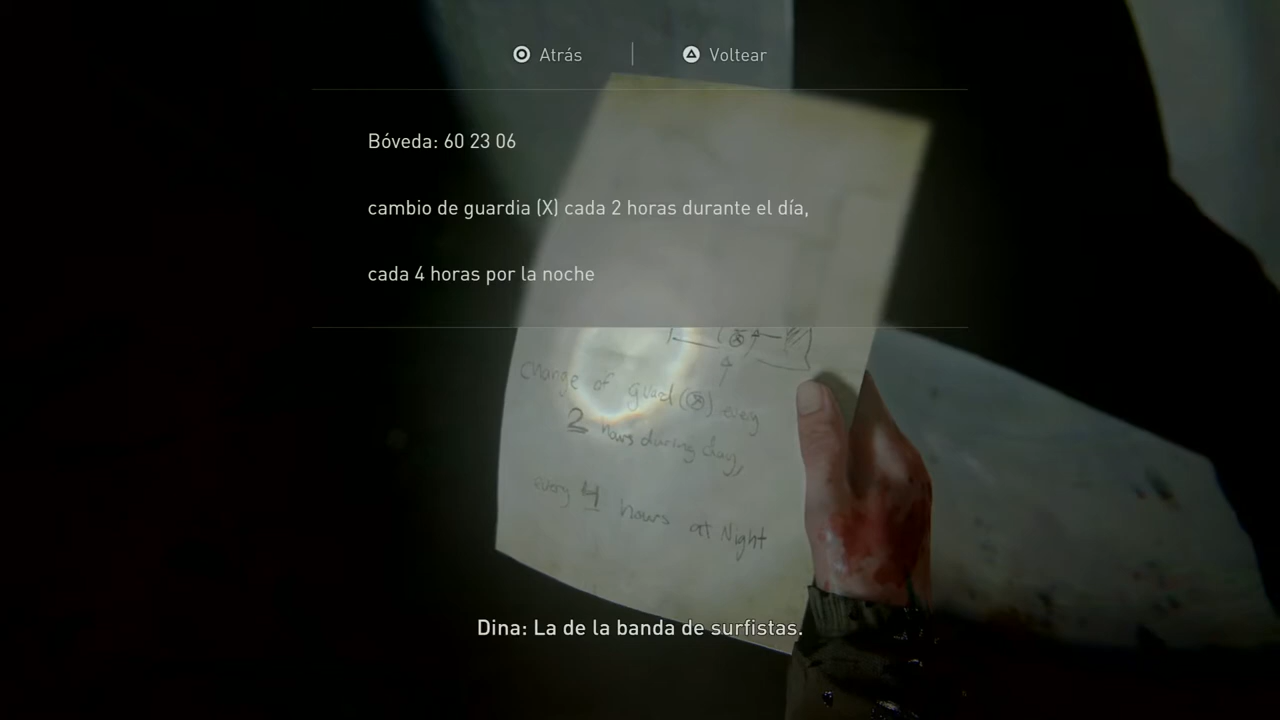 Atrás | Voltear
Bóveda: 60 23 06
cambio de guardia (X) cada 2 horas durante el día,
cada 4 horas por la noche
Change of guard (X) every
2 hours during day,
every 4 hours at Night
Dina: La de la banda de surfistas.